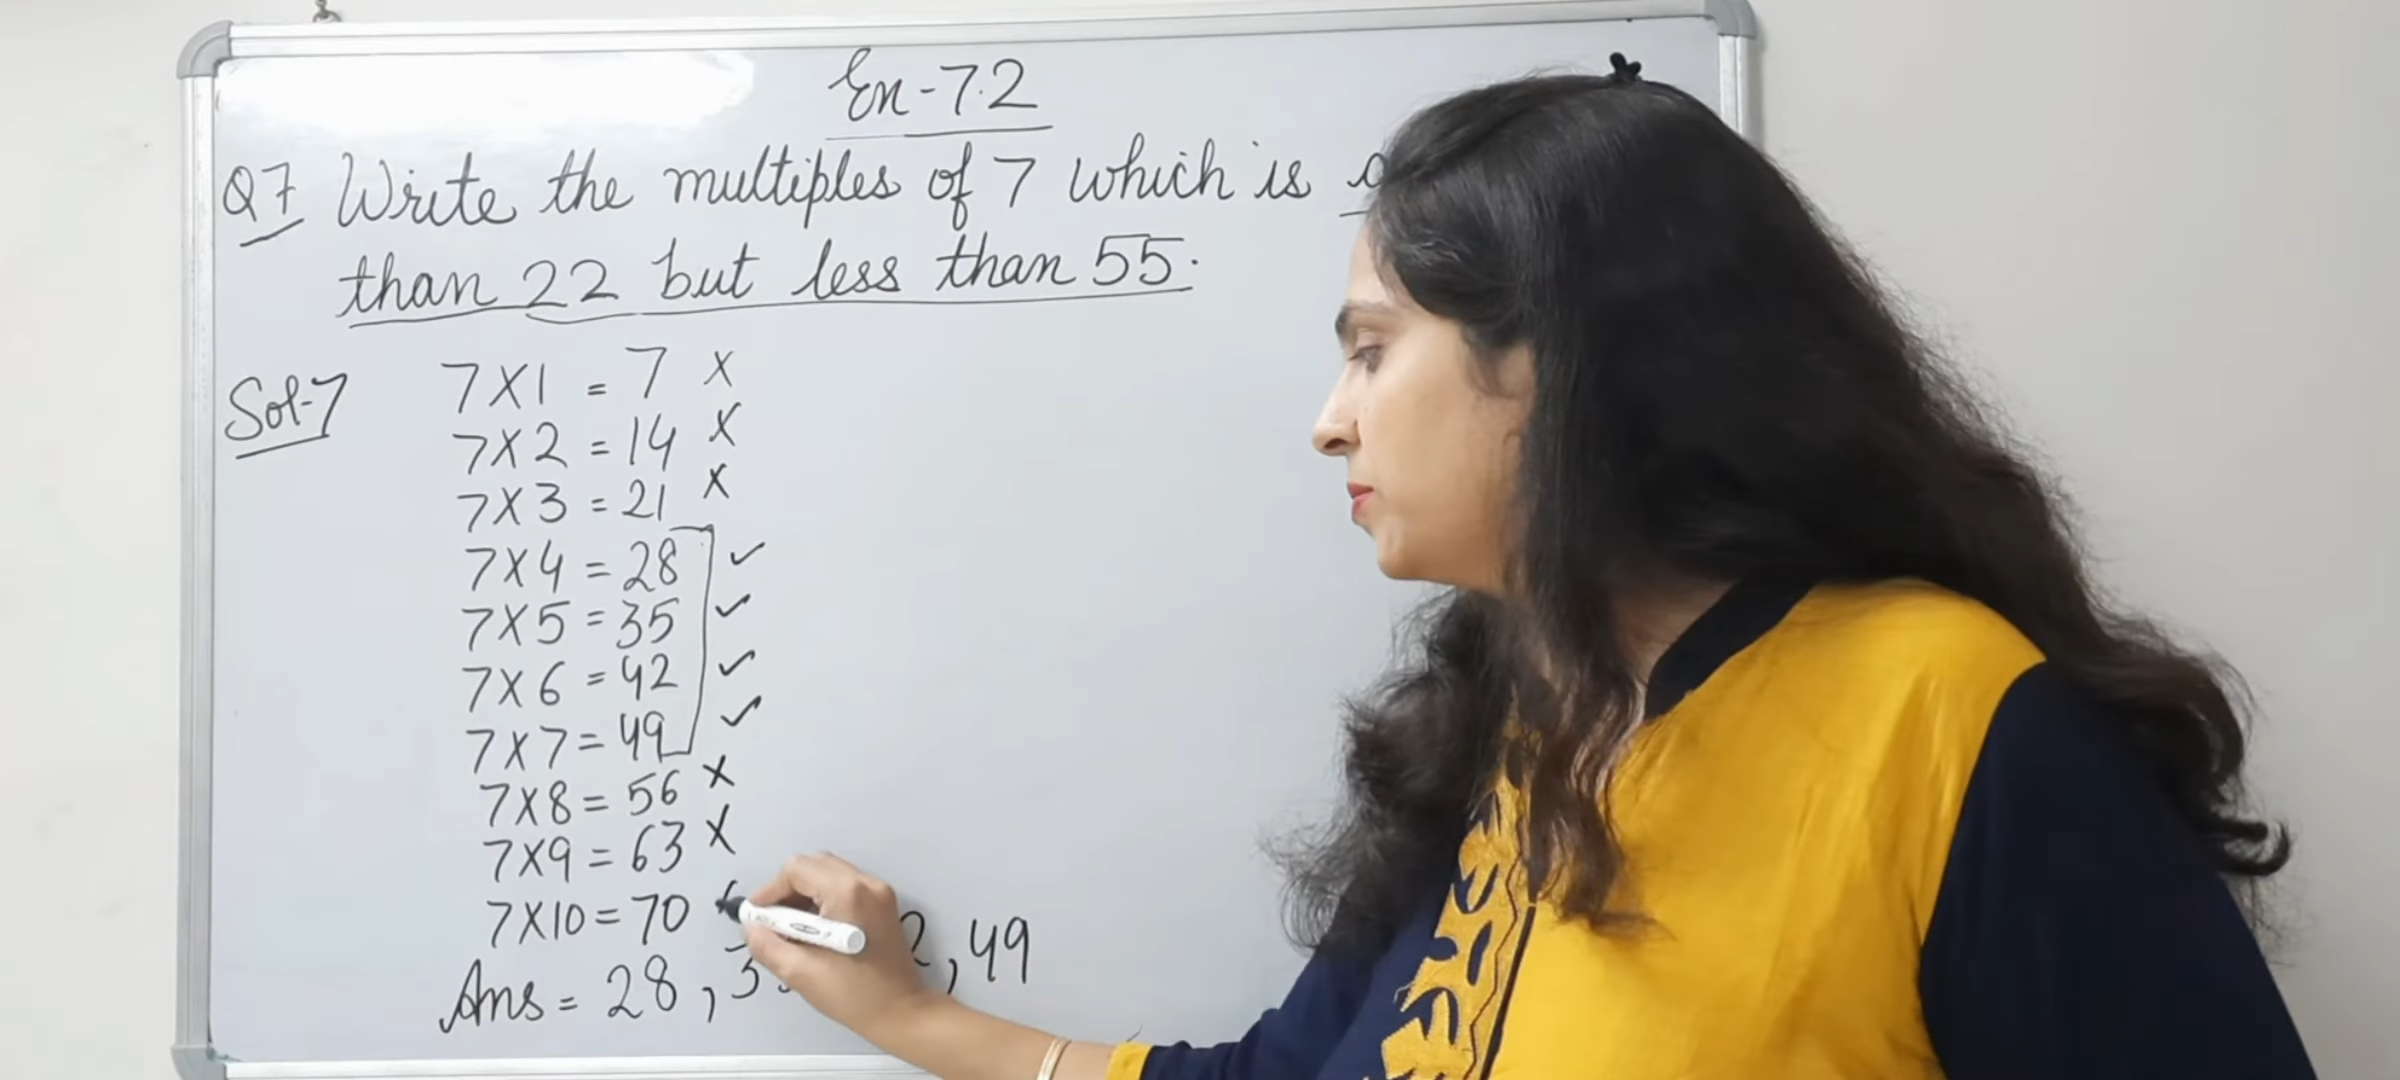 Ex-7.2
Q7 Write the multiples of 7 which is
than 22 but less than 55.
Sol-7
7X1 = 7 x
7X2 = 14 x
7X3 = 21 x
7X4 = 28 ✓
7X5 = 35 ✓
7X6 = 42 ✓
7X7 = 49 ✓
7X8 = 56 x
7X9 = 63 x
7X10 = 70
Ans = 28, 49